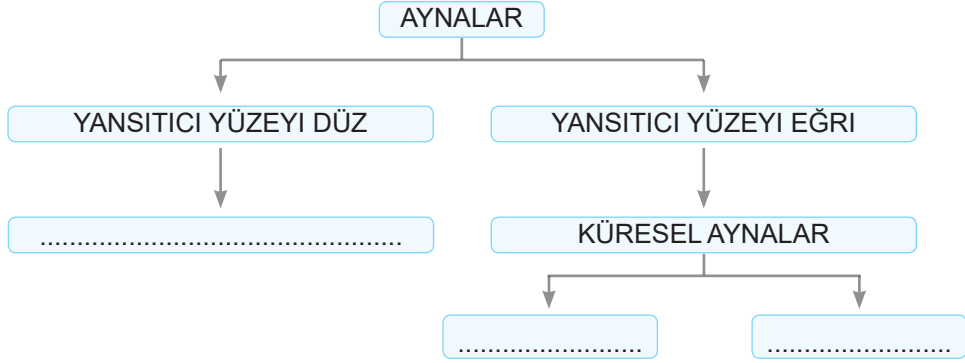 AYNALAR
YANSITICI YÜZEYI DÜZ
YANSITICI YÜZEYI EĞRI
.................................................
KÜRESEL AYNALAR
.........................
.........................